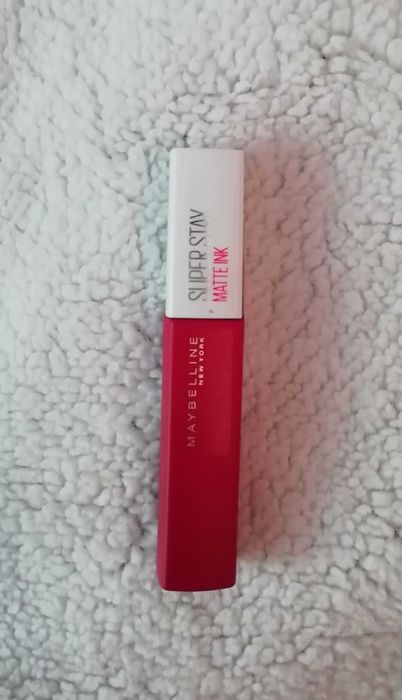 SUPER STAY
MATTE INK
MAYBELLINE
NEW YORK